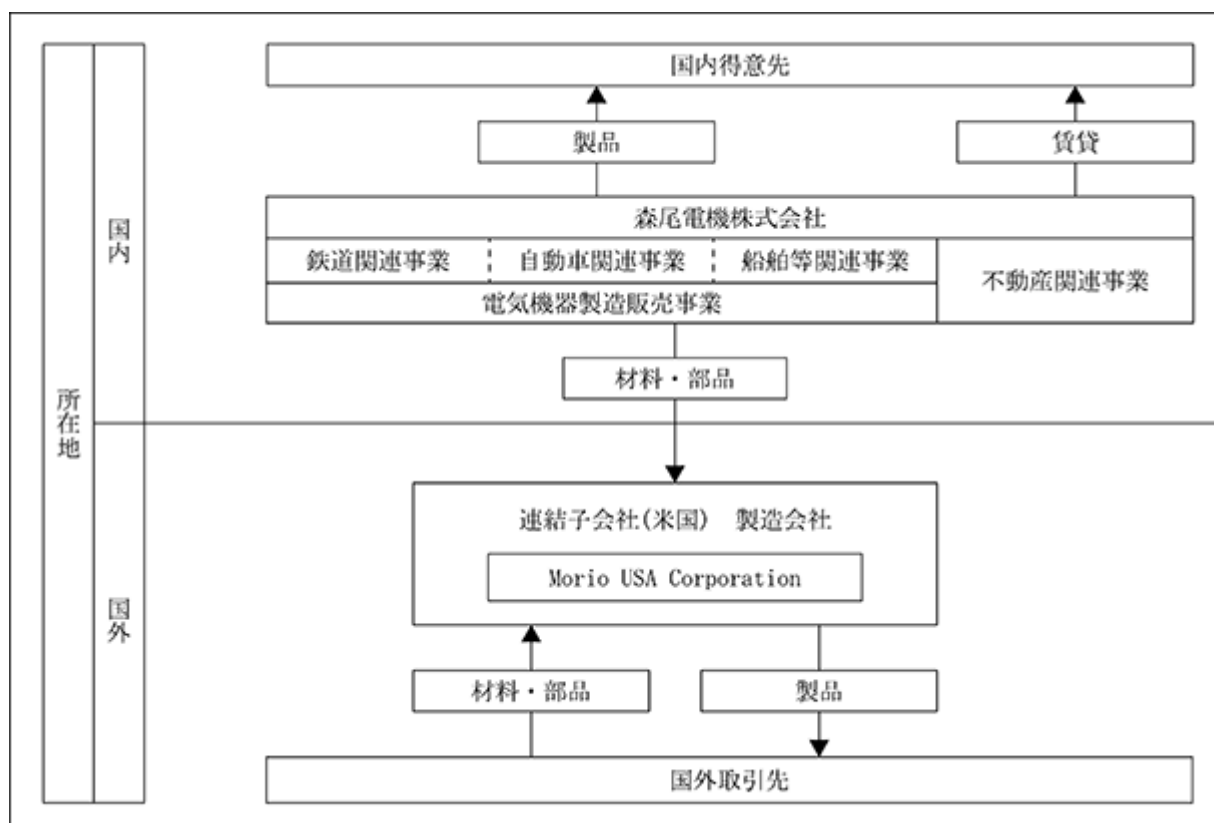 国内得意先
製品
賃貸
国内
森尾電機株式会社
鉄道関連事業
自動車関連事業
船舶等関連事業
不動産関連事業
電気機器製造販売事業
材料・部品
所在地
連結子会社(米国) 製造会社
Morio USA Corporation
国外
材料・部品
製品
国外取引先